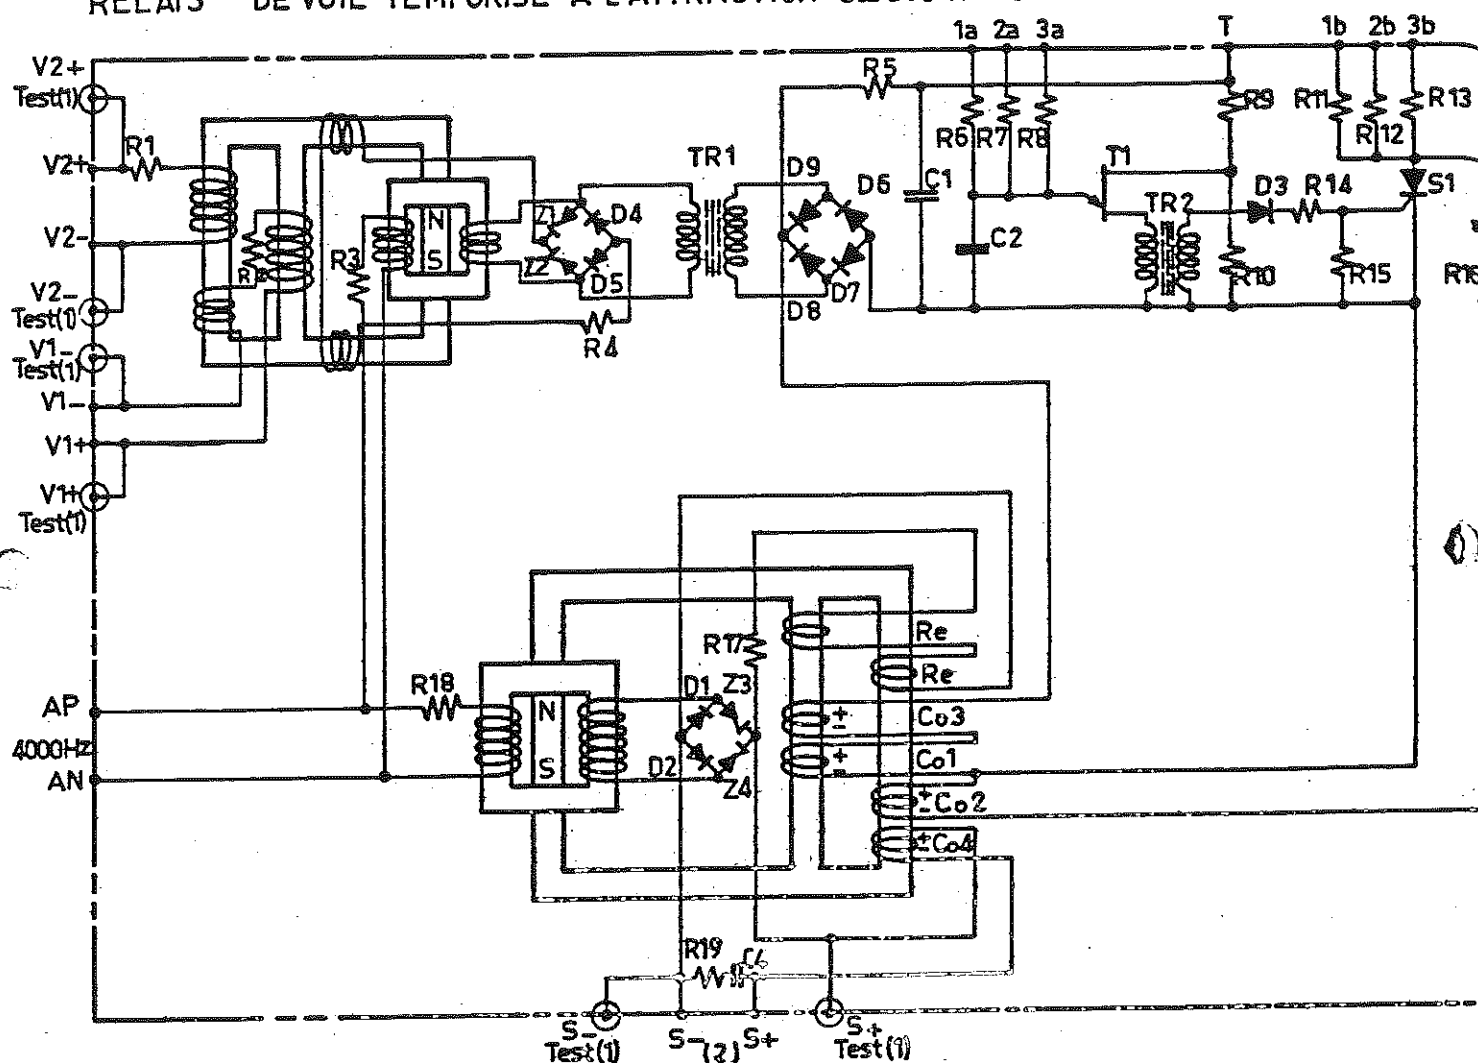 RELAIS DE VOIE TEMPORISE A L'ATTRACTION
1a 2a 3a T 1b 2b 3b
V2+
Test(1)
R5
R9 R11 R13
R6 R7 R8
R12
R1
V2+
TR1
D9
D6
C1
T1
TR2
D3 R14
S1
V2-
N
S
Z1
D4
Z2
D5
C2
R3
R
R10
R15
R16
V2-
Test(1)
D8
D7
R4
V1-
Test(1)
V1-
V1+
V1+
Test(1)
R17
Re
Re
R18
D1 Z3
AP
N
±
Co3
4000Hz
±
Co1
AN
S
D2
Z4
±Co2
±Co4
R19
S-
Test(1)
S-
(2)
S+
S+
Test(1)